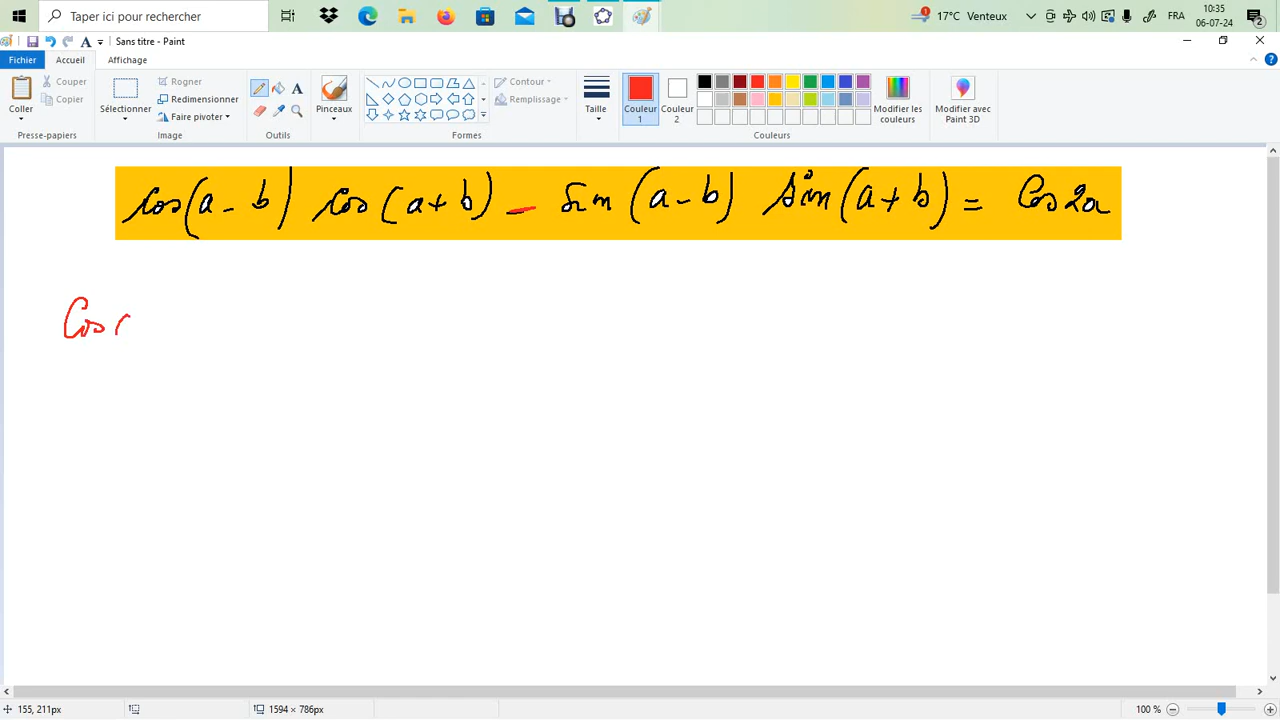 Taper ici pour rechercher
17°C Venteux
FRA
10:35
06-07-24
2
Sans titre - Paint
Fichier
Accueil
Affichage
Coller
Couper
Copier
Presse-papiers
Sélectionner
Rogner
Redimensionner
Faire pivoter
Image
Outils
Pinceaux
Contour
Remplissage
Formes
Taille
Couleur 1
Couleur 2
Modifier les couleurs
Couleurs
Modifier avec Paint 3D
cos(a - b) cos(a + b) - sin(a - b) sin(a + b) = Cos 2a
Cos(
155, 211px
1594 × 786px
100 %